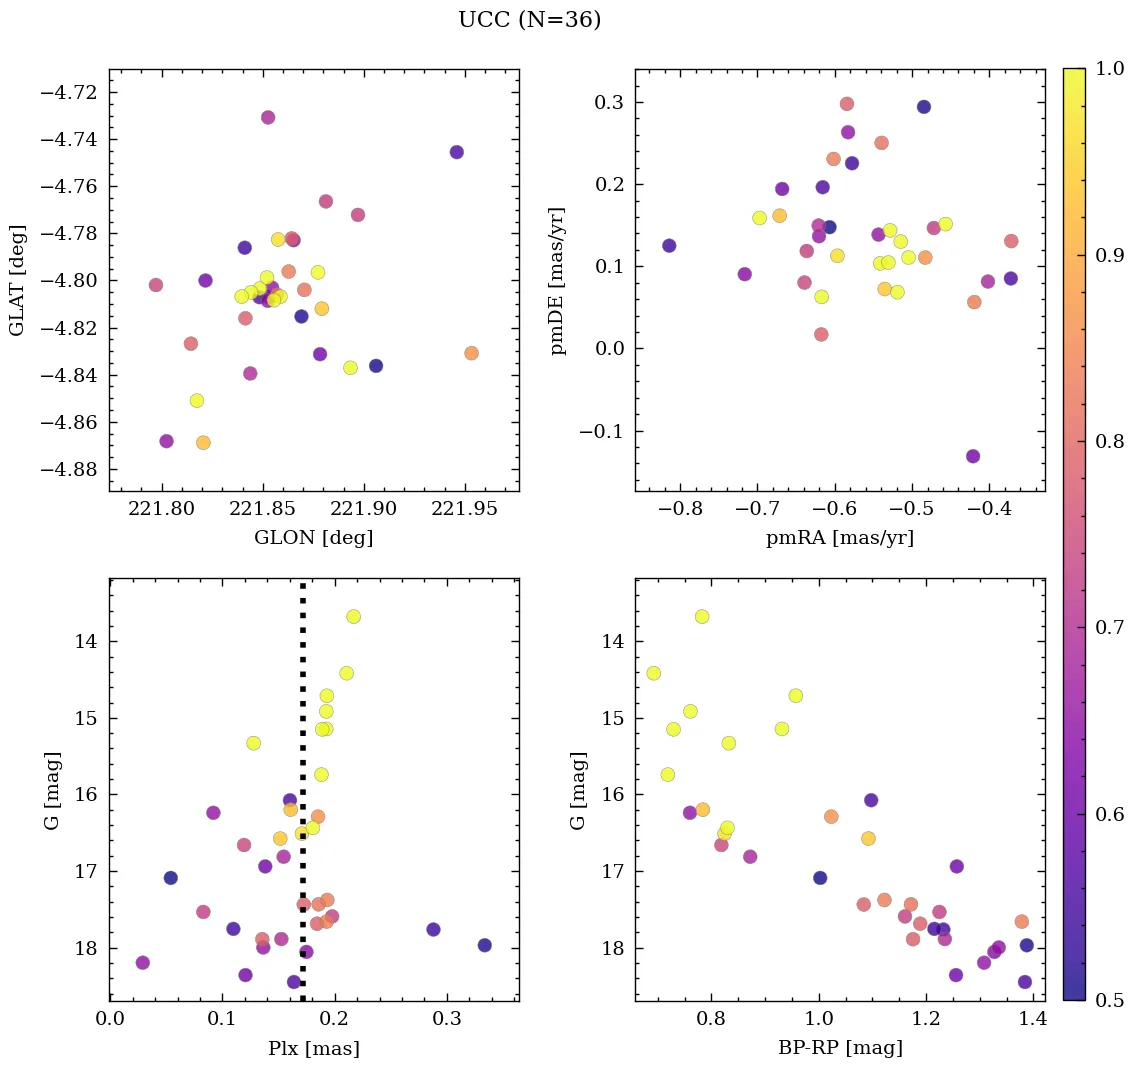 UCC (N=36)
−4.72
−4.74
−4.76
−4.78
−4.80
−4.82
−4.84
−4.86
−4.88
GLAT [deg]
221.80 221.85 221.90 221.95
GLON [deg]
0.3
0.2
0.1
0.0
−0.1
pmDE [mas/yr]
−0.8 −0.7 −0.6 −0.5 −0.4
pmRA [mas/yr]
14
15
16
17
18
G [mag]
0.0 0.1 0.2 0.3
Plx [mas]
14
15
16
17
18
G [mag]
0.8 1.0 1.2 1.4
BP-RP [mag]
1.0
0.9
0.8
0.7
0.6
0.5